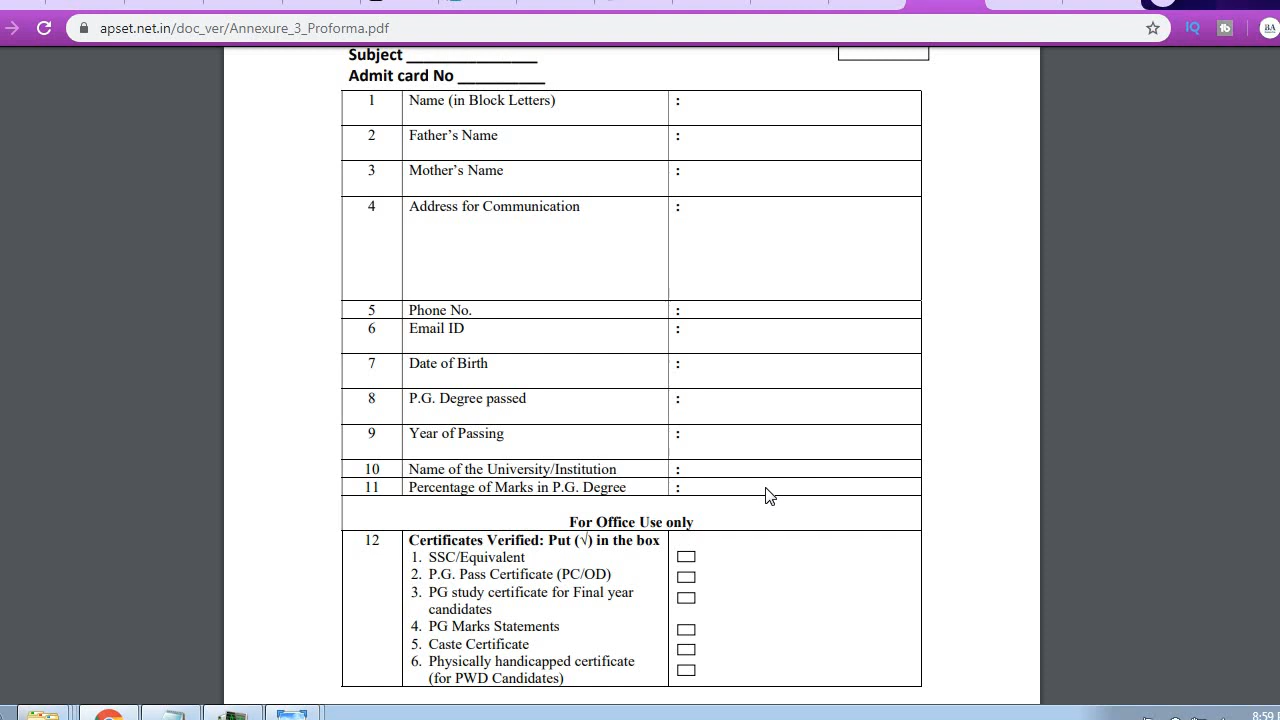 apset.net.in/doc_ver/Annexure_3_Proforma.pdf
IQ
BA
Subject _______________
Admit card No __________
1 Name (in Block Letters) :
2 Father’s Name :
3 Mother’s Name :
4 Address for Communication :
5 Phone No. :
6 Email ID :
7 Date of Birth :
8 P.G. Degree passed :
9 Year of Passing :
10 Name of the University/Institution :
11 Percentage of Marks in P.G. Degree :
For Office Use only
12 Certificates Verified: Put (√) in the box
1. SSC/Equivalent
2. P.G. Pass Certificate (PC/OD)
3. PG study certificate for Final year
candidates
4. PG Marks Statements
5. Caste Certificate
6. Physically handicapped certificate
(for PWD Candidates)
8:59